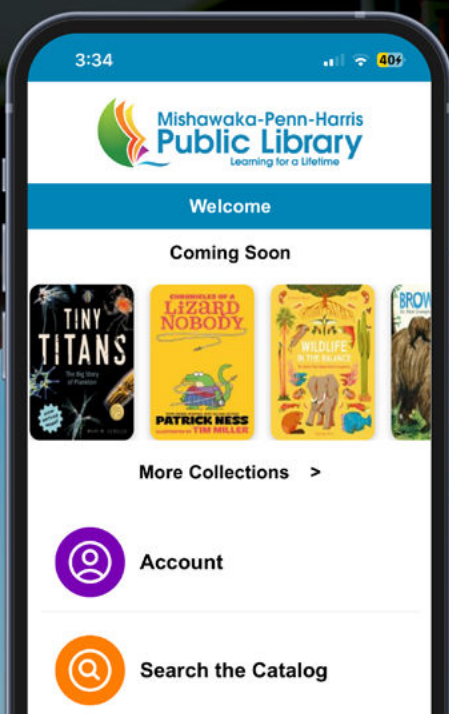 3:34
40
Mishawaka-Penn-Harris
Public Library
Learning for a Lifetime
Welcome
Coming Soon
TINY
TITANS
The Big Story
of Plankton
CHRONICLES OF A
LIZARD
NOBODY
PATRICK NESS
ILLUSTRATED BY TIM MILLER
WILDLIFE
IN THE BALANCE
BROW
More Collections >
Account
Search the Catalog